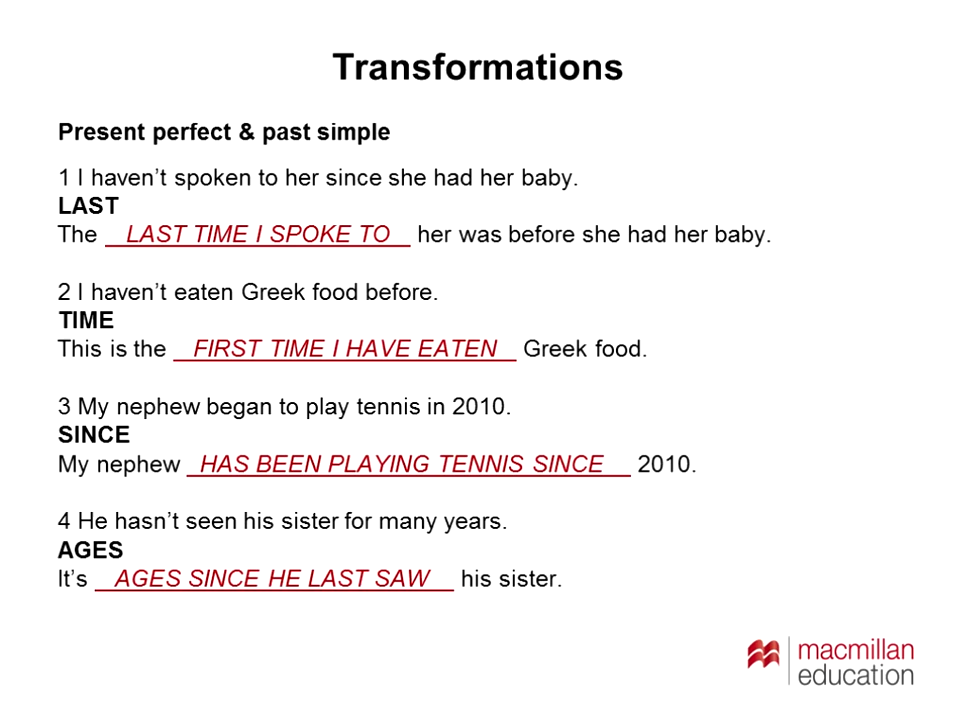 Transformations
Present perfect & past simple
1 I haven’t spoken to her since she had her baby.
LAST
The LAST TIME I SPOKE TO her was before she had her baby.
2 I haven’t eaten Greek food before.
TIME
This is the FIRST TIME I HAVE EATEN Greek food.
3 My nephew began to play tennis in 2010.
SINCE
My nephew HAS BEEN PLAYING TENNIS SINCE 2010.
4 He hasn’t seen his sister for many years.
AGES
It’s AGES SINCE HE LAST SAW his sister.
macmillan
education